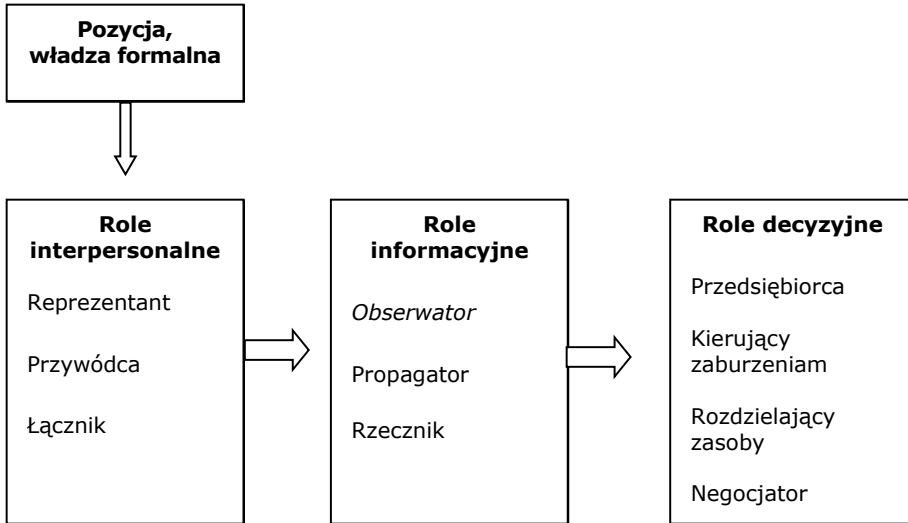 Pozycja,
władza formalna
Role
interpersonalne
Reprezentant
Przywódca
Łącznik
Role
informacyjne
Obserwator
Propagator
Rzecznik
Role decyzyjne
Przedsiębiorca
Kierujący
zaburzeniam
Rozdzielający
zasoby
Negocjator